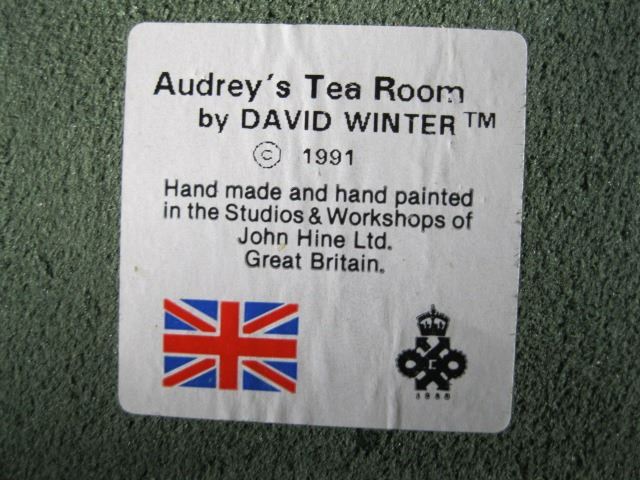 Audrey's Tea Room
by DAVID WINTER™
© 1991
Hand made and hand painted
in the Studios & Workshops of
John Hine Ltd.
Great Britain.